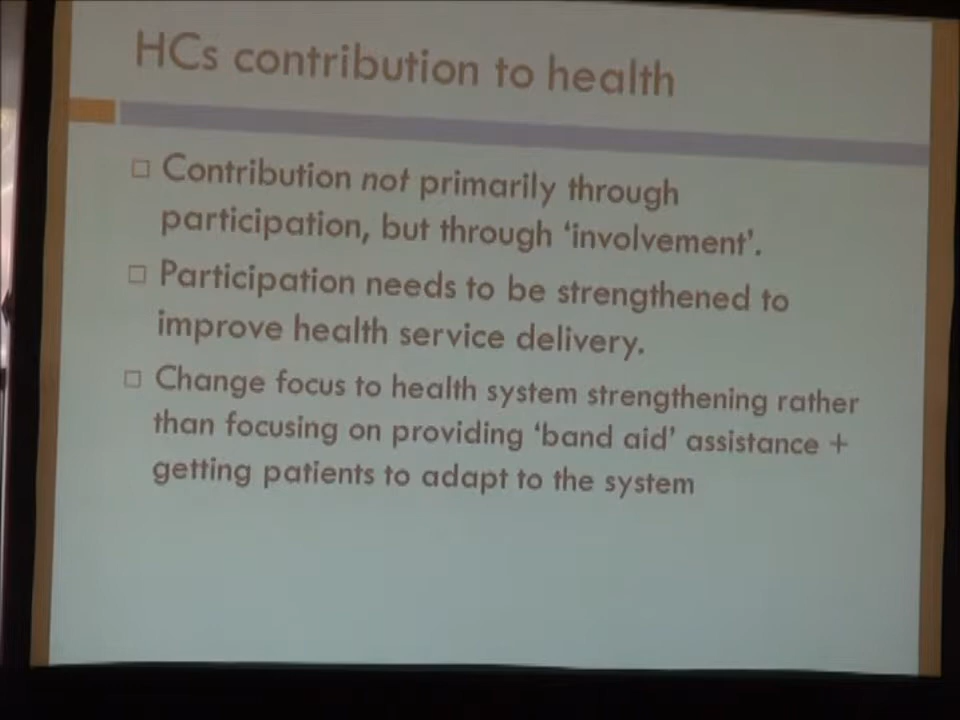 HCs contribution to health
Contribution not primarily through
participation, but through ‘involvement’.
Participation needs to be strengthened to
improve health service delivery.
Change focus to health system strengthening rather
than focusing on providing ‘band aid’ assistance +
getting patients to adapt to the system